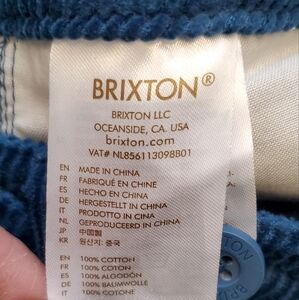 BRIXTON®
BRIXTON LLC
OCEANSIDE, CA. USA
brixton.com
VAT# NL856113098B01
EN MADE IN CHINA
FR FABRIQUÉ EN CHINE
ES HECHO EN CHINA
DE HERGESTELLT IN CHINA
IT PRODOTTO IN CINA
NL GEPRODUCEERD IN CHINA
JP 中国製
KR 원산지: 중국
EN 100% COTTON
FR 100% COTON
ES 100% ALGODÓN
DE 100% BAUMWOLLE
IT 100% COTONE
BRIXTON